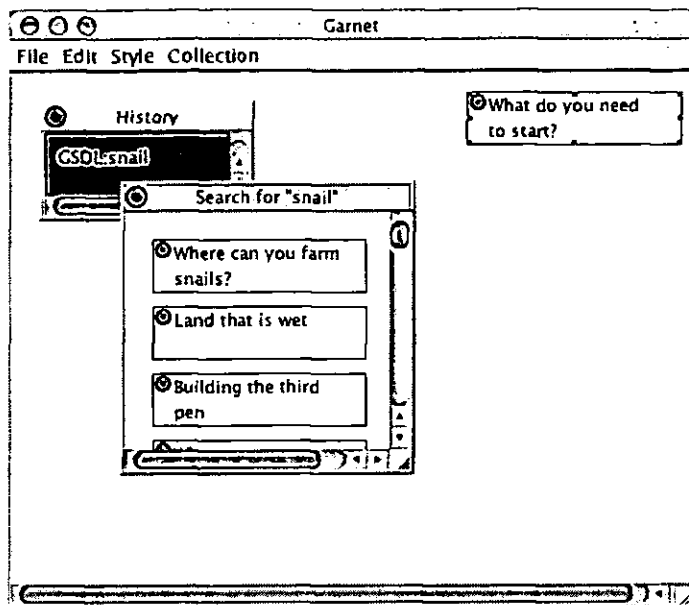 Garnet
File Edit Style Collection
History
GSDL:snail
What do you need
to start?
Search for "snail"
Where can you farm
snails?
Land that is wet
Building the third
pen